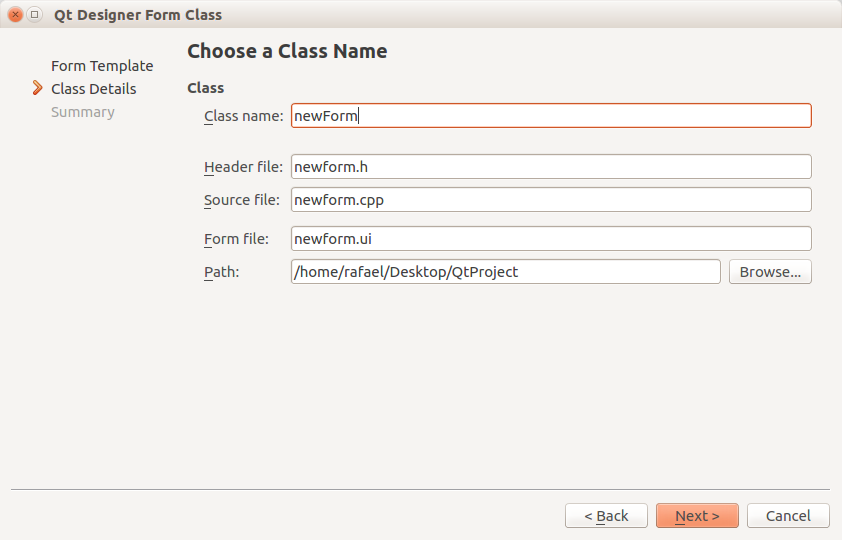 Qt Designer Form Class
Choose a Class Name
Form Template
Class Details
Summary
Class
Class name: newForm
Header file: newform.h
Source file: newform.cpp
Form file: newform.ui
Path: /home/rafael/Desktop/QtProject Browse...
< Back Next > Cancel